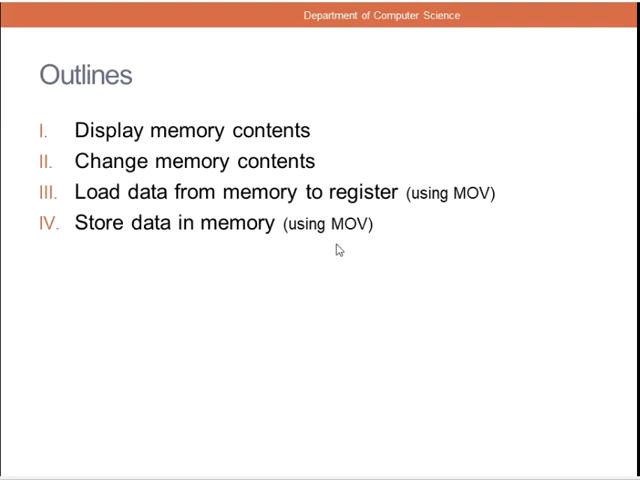 Department of Computer Science
Outlines
I. Display memory contents
II. Change memory contents
III. Load data from memory to register (using MOV)
IV. Store data in memory (using MOV)